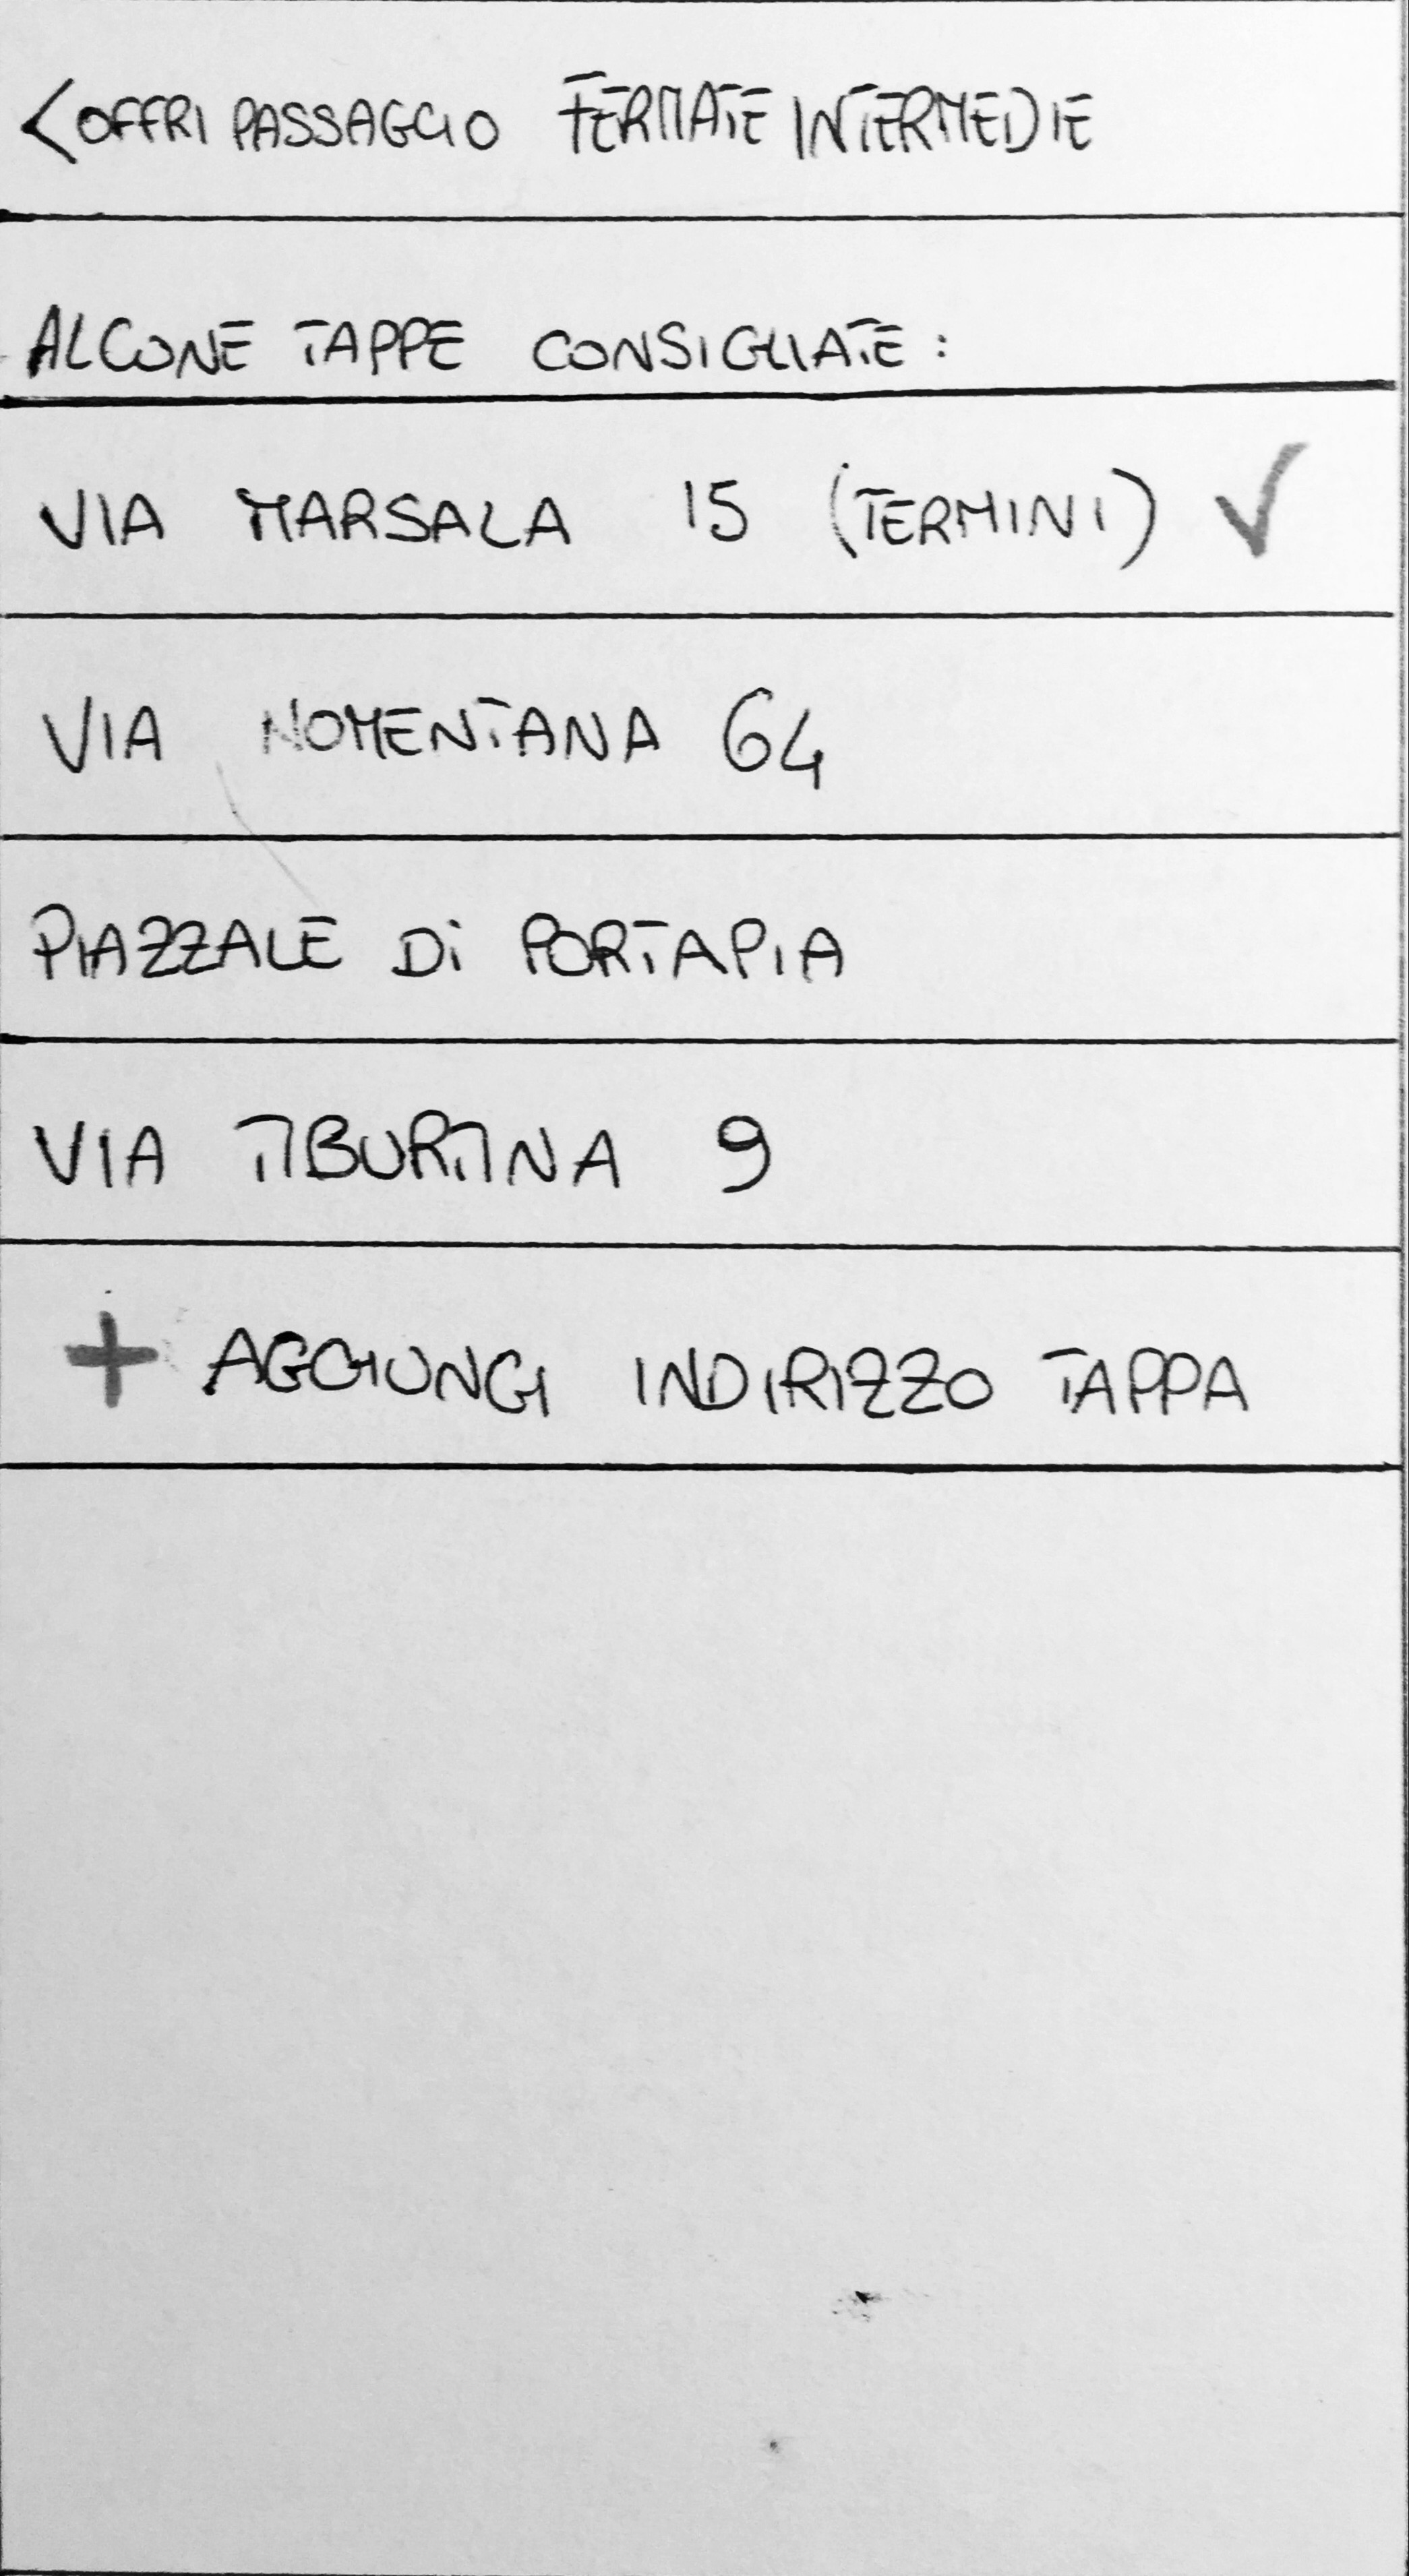 < OFFRI PASSAGGIO FERMATE INTERMEDIE
ALCUNE TAPPE CONSIGLIATE :
VIA MARSALA 15 (TERMINI) ✓
VIA NOMENTANA 64
PIAZZALE Di PORTAPIA
VIA TIBURTINA 9
+ AGGIUNGI INDIRIZZO TAPPA